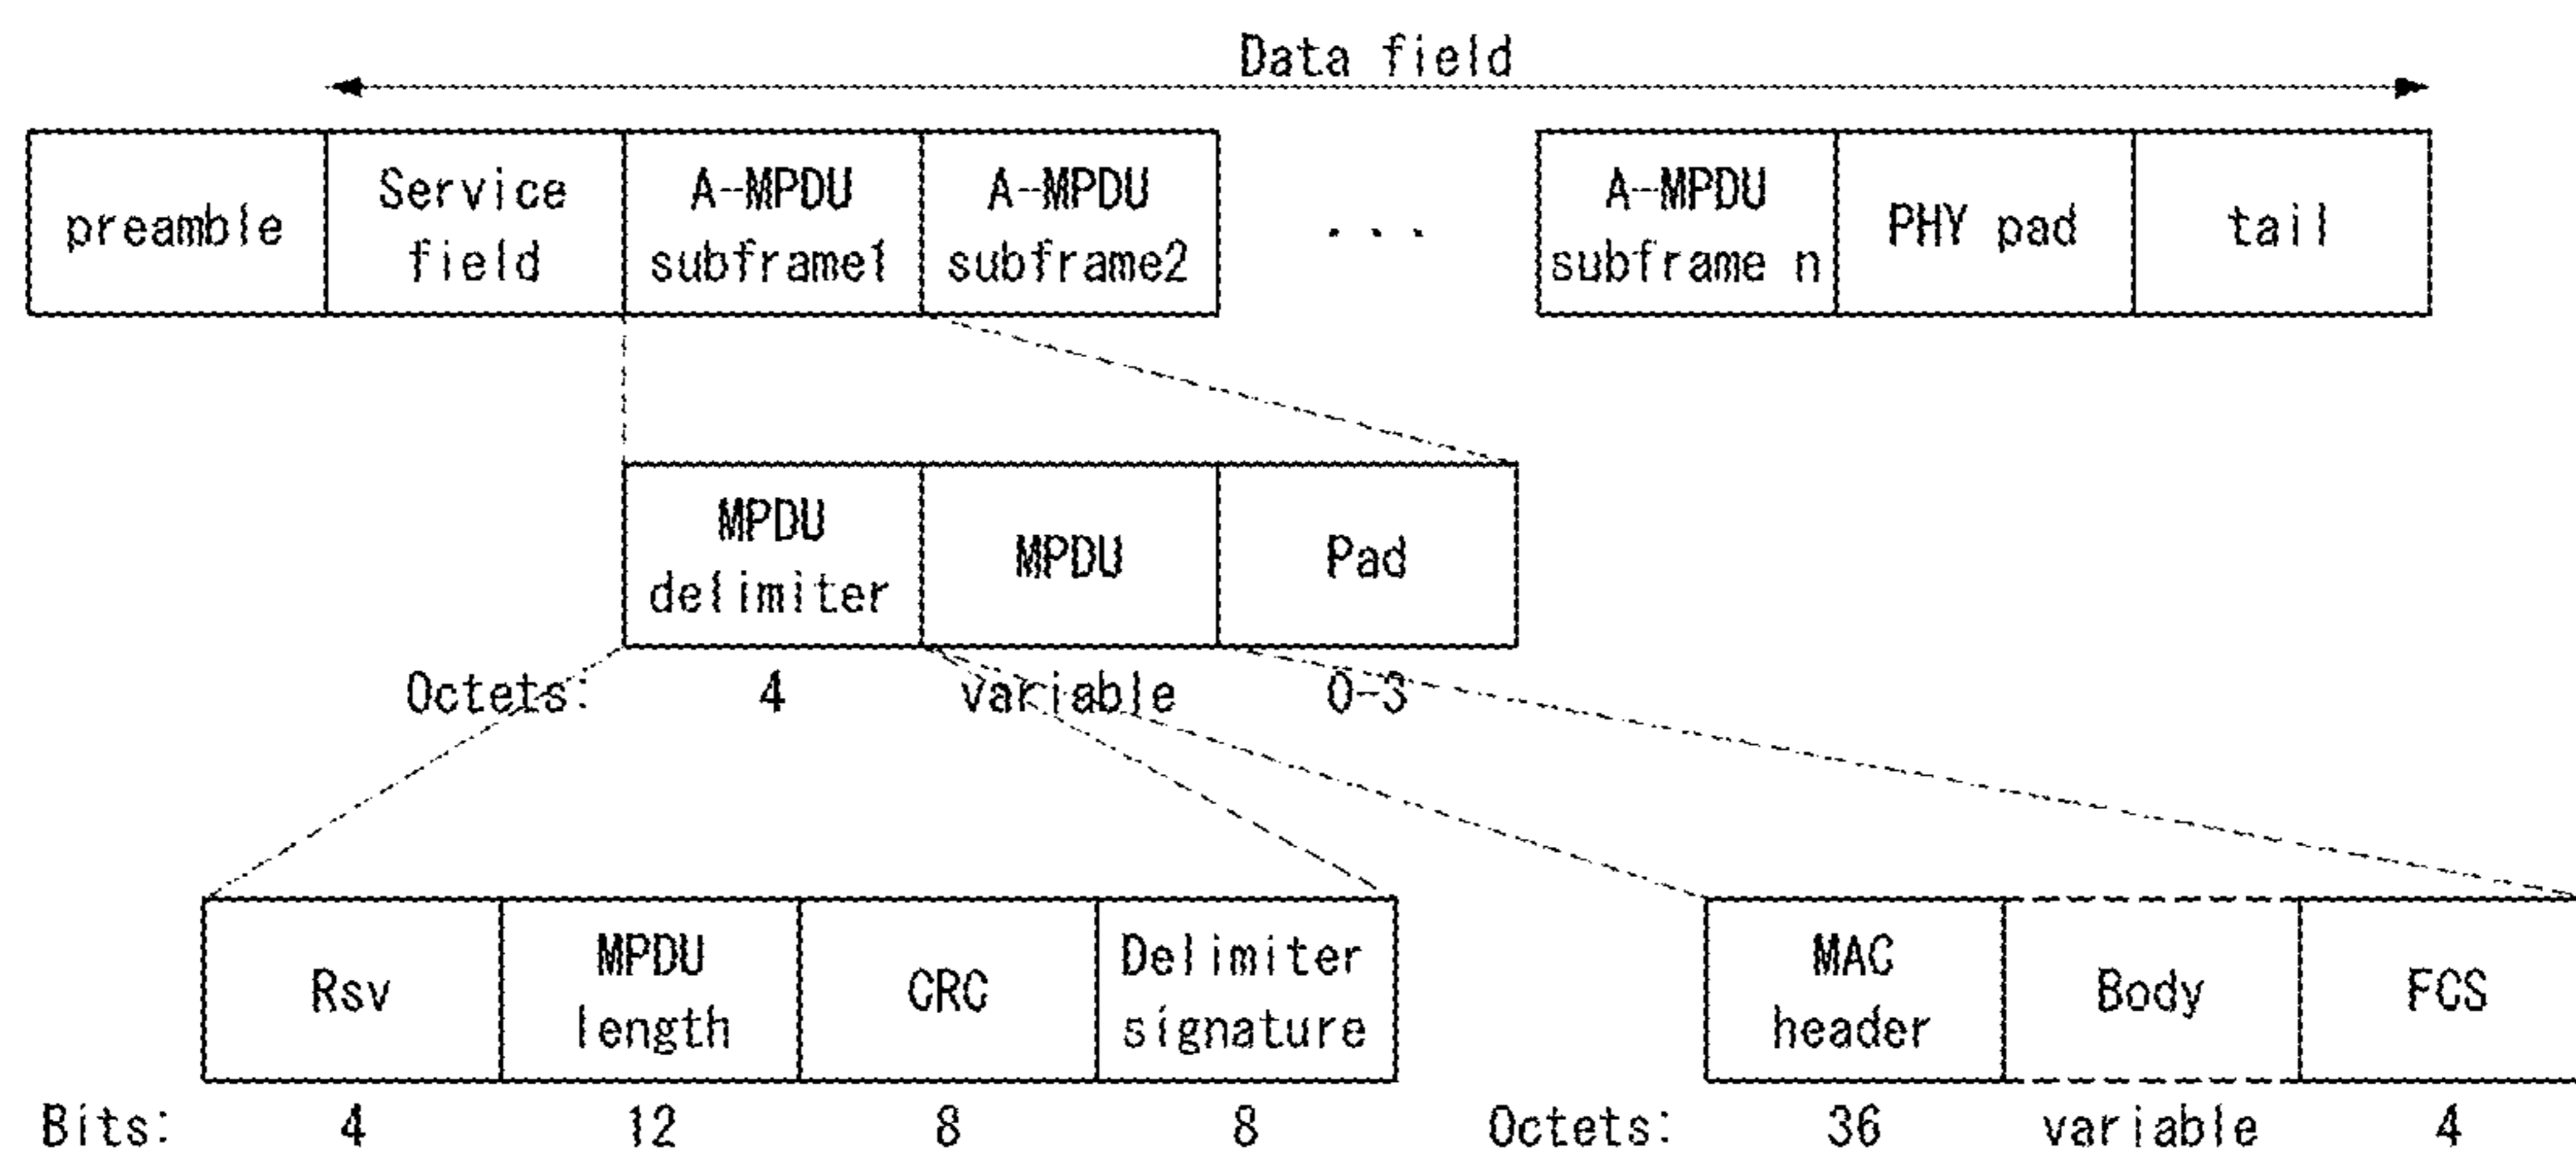 Data field
preamble
Service
field
A-MPDU
subframe1
A-MPDU
subframe2
...
A-MPDU
subframe n
PHY pad
tail
MPDU
delimiter
MPDU
Pad
Octets: 4 variable 0-3
Rsv
MPDU
length
CRC
Delimiter
signature
MAC
header
Body
FCS
Bits: 4 12 8 8
Octets: 36 variable 4